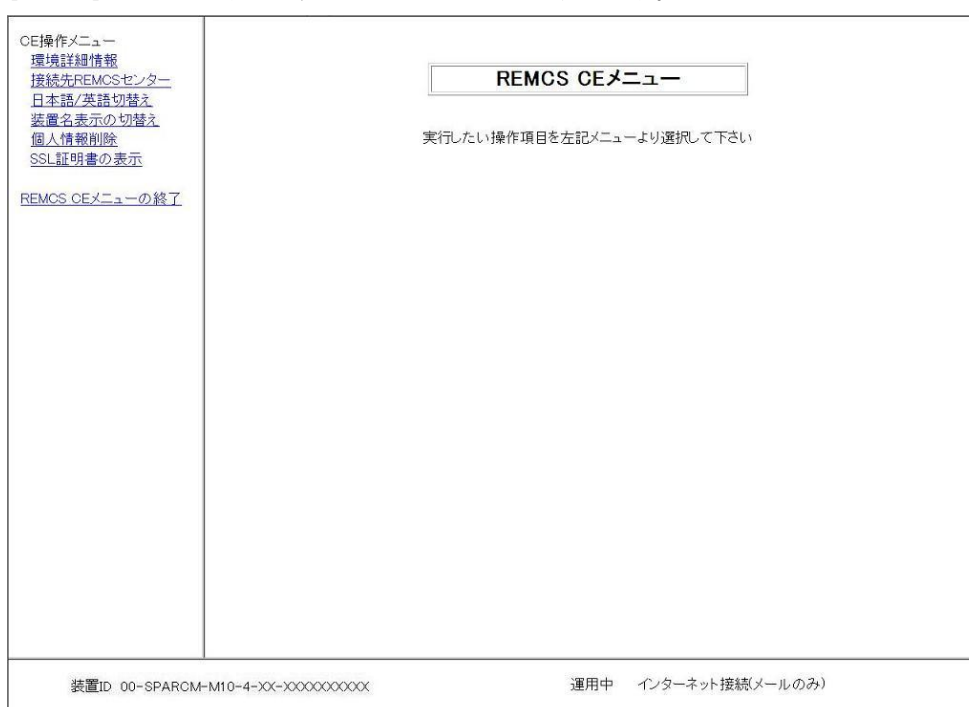 CE操作メニュー
環境詳細情報
接続先REMCSセンター
日本語/英語切替え
装置名表示の切替え
個人情報削除
SSL証明書の表示
REMCS CEメニューの終了
REMCS CEメニュー
実行したい操作項目を左記メニューより選択して下さい
装置ID 00-SPARCM-M10-4-XX-XXXXXXXXXX
運用中 インターネット接続(メールのみ)